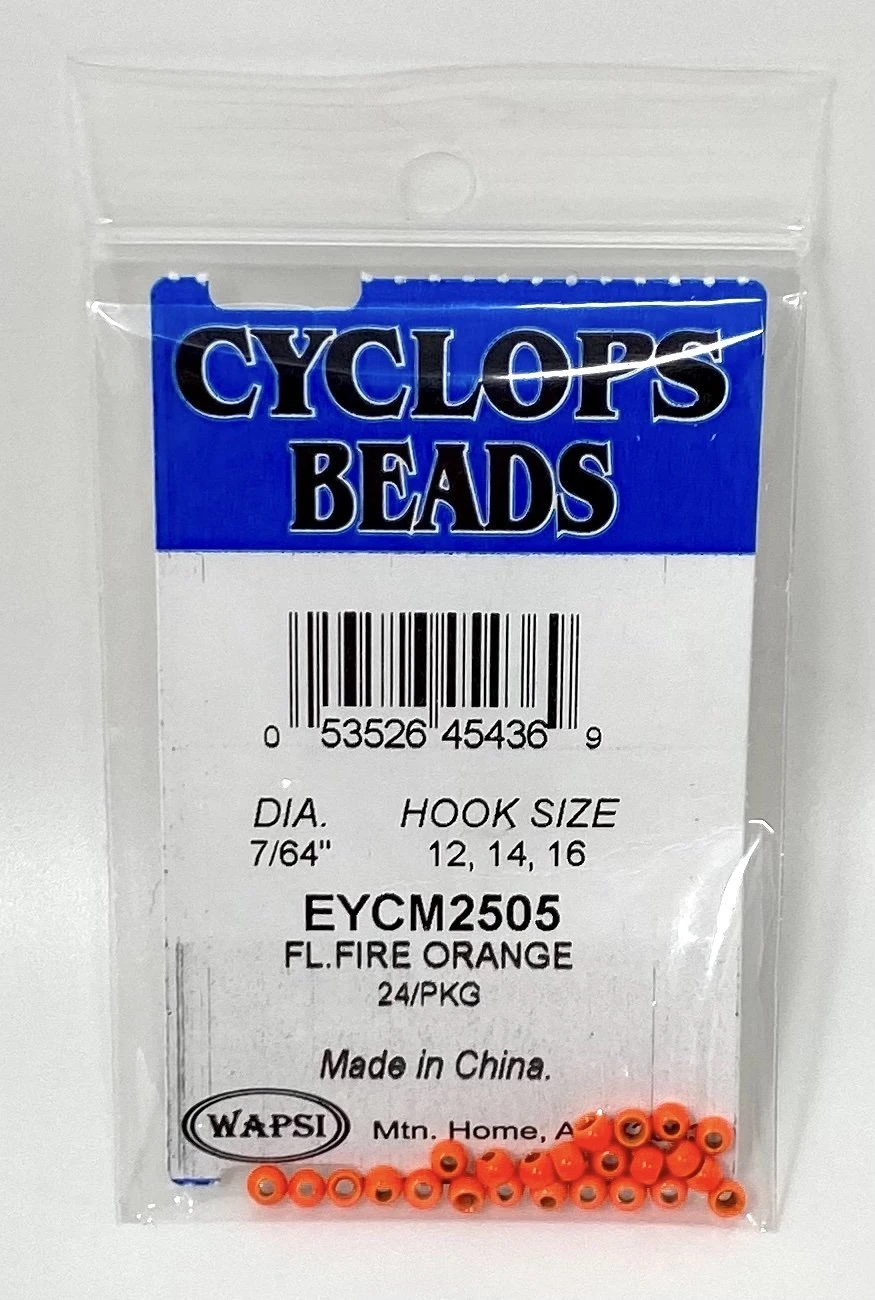 CYCLOPS
BEADS
0 53526 45436 9
DIA. HOOK SIZE
7/64" 12, 14, 16
EYCM2505
FL.FIRE ORANGE
24/PKG
Made in China.
WAPSI Mtn. Home,